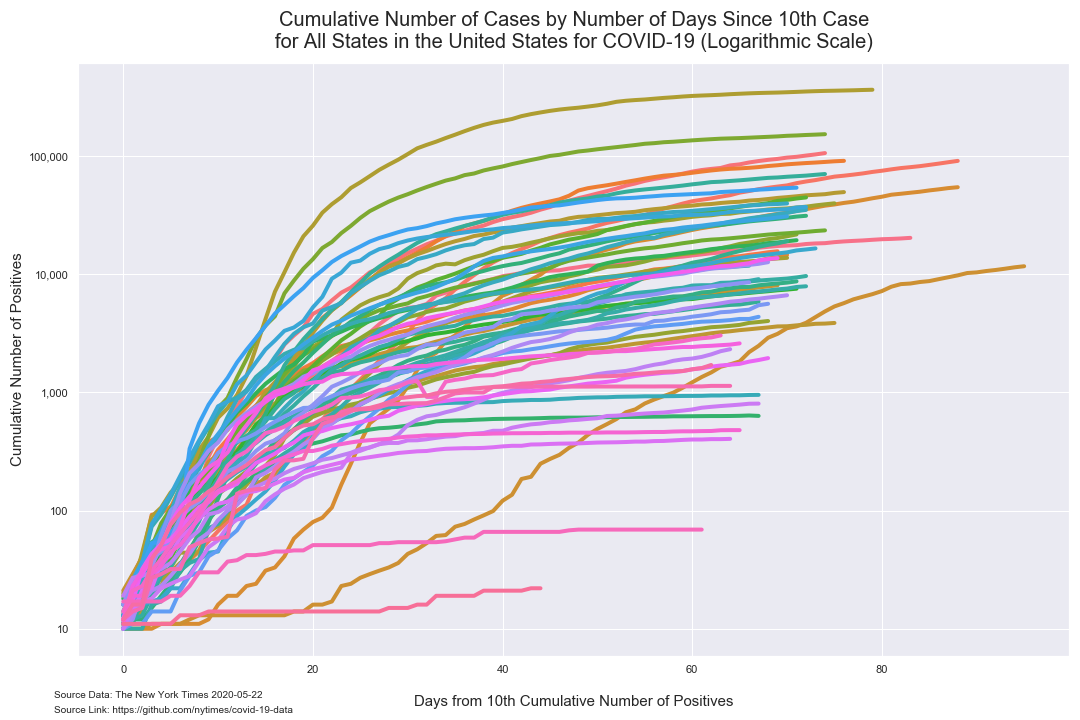 Cumulative Number of Cases by Number of Days Since 10th Case
for All States in the United States for COVID-19 (Logarithmic Scale)
Cumulative Number of Positives
100,000
10,000
1,000
100
10
0
20
40
60
80
Days from 10th Cumulative Number of Positives
Source Data: The New York Times 2020-05-22
Source Link: https://github.com/nytimes/covid-19-data